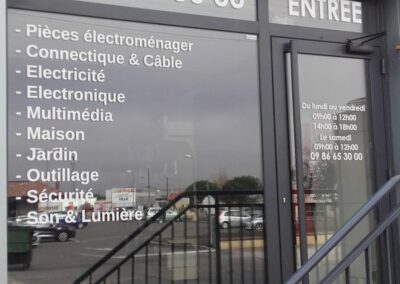 ENTRÉE
- Pièces électroménager
- Connectique & Câble
- Electricité
- Electronique
- Multimédia
- Maison
- Jardin
- Outillage
- Sécurité
- Son & Lumière
Du lundi au vendredi
09h00 à 12h00
14h00 à 18h00
Le samedi
09h00 à 12h00
09 86 65 30 00